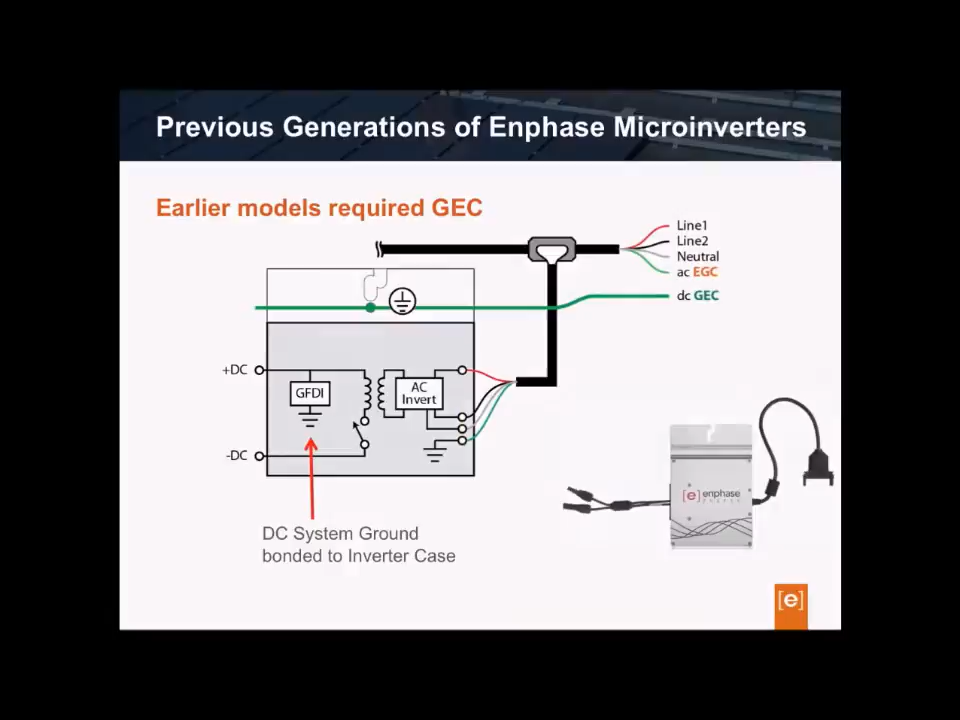 Previous Generations of Enphase Microinverters
Earlier models required GEC
Line1
Line2
Neutral
ac EGC
dc GEC
+DC
GFDI
AC
Invert
-DC
DC System Ground
bonded to Inverter Case
[e] enphase
[e]